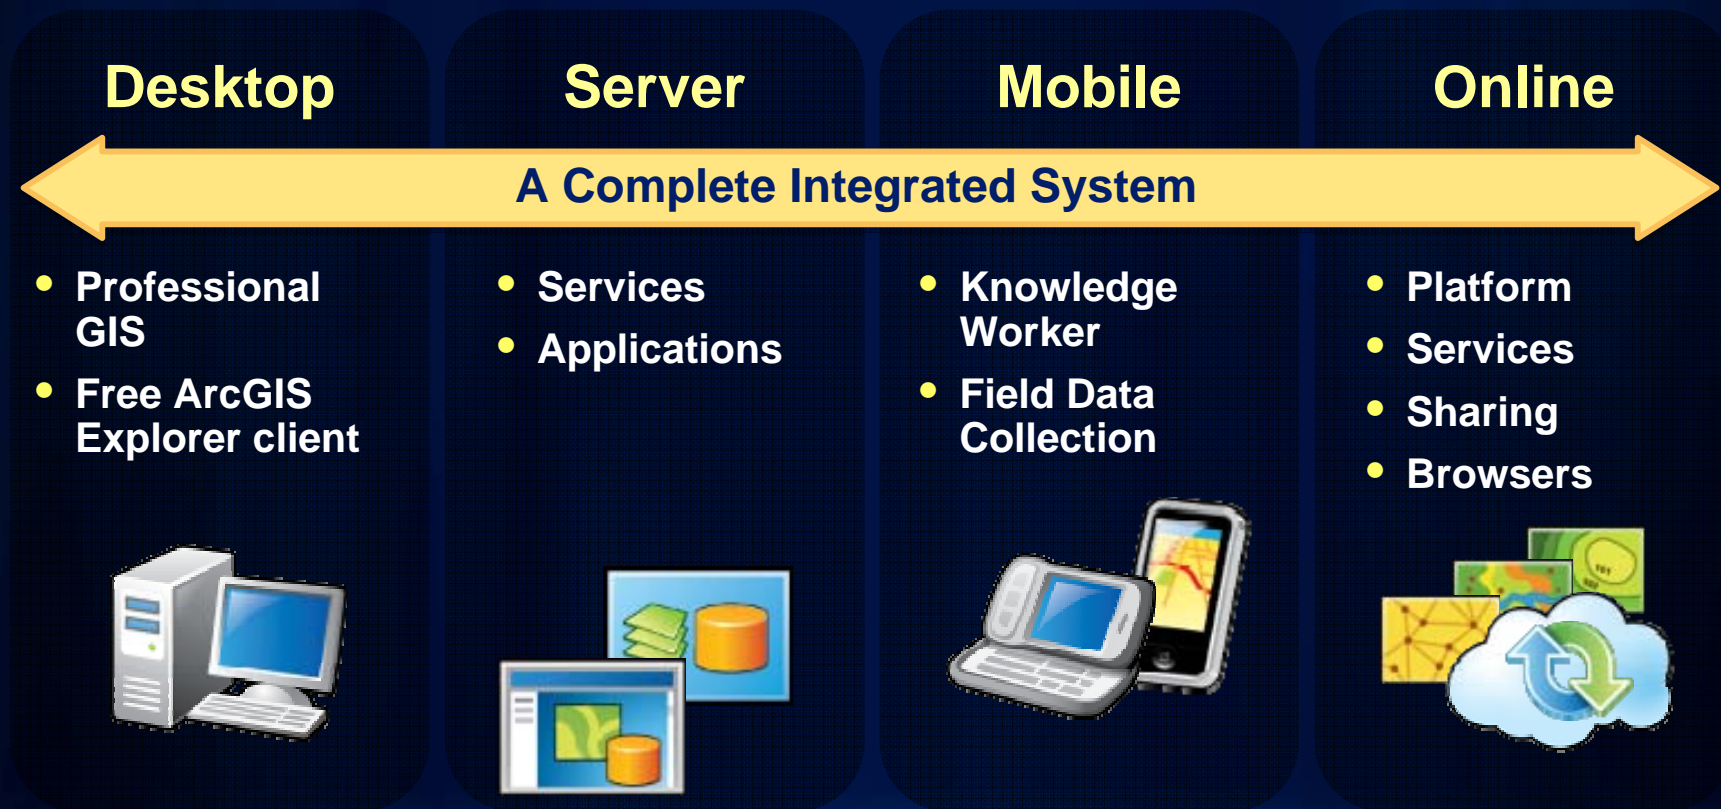 Desktop
Server
Mobile
Online
A Complete Integrated System
• Professional
GIS
• Free ArcGIS
Explorer client
• Services
• Applications
• Knowledge
Worker
• Field Data
Collection
• Platform
• Services
• Sharing
• Browsers
101